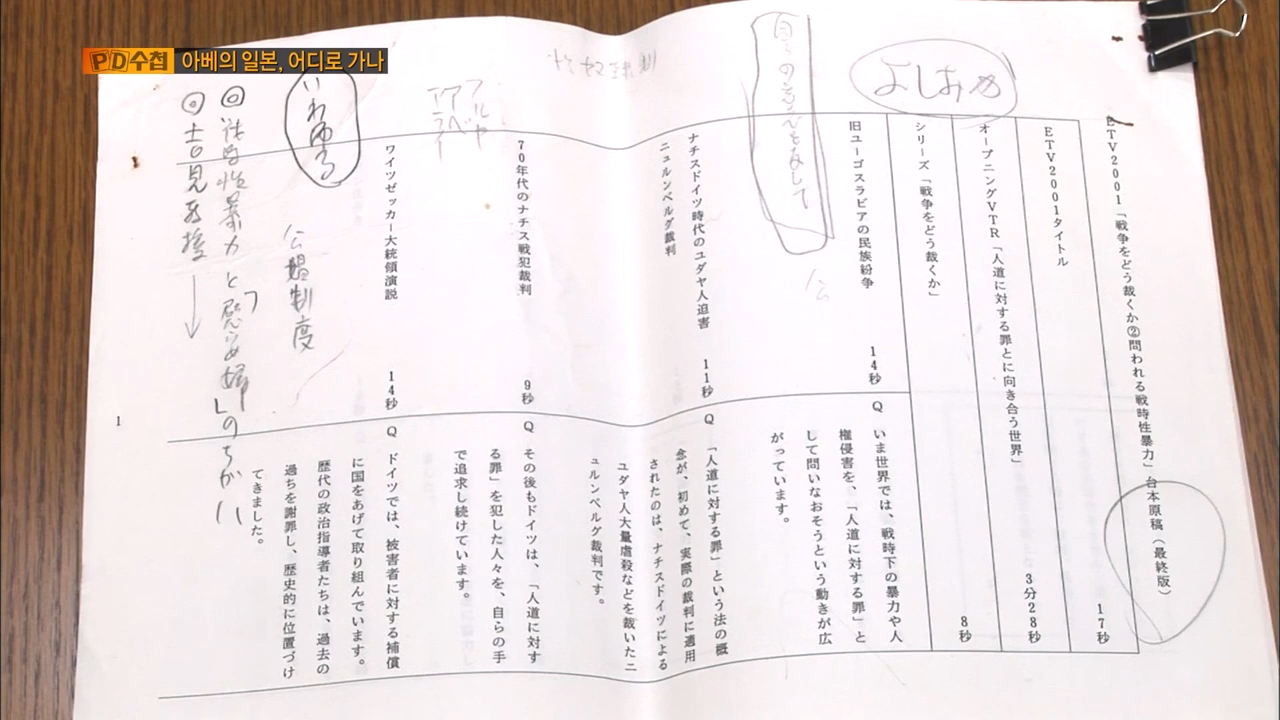 PD수첩 아베의 일본, 어디로 가나
ETV2001「戦争をどう裁くか②問われる戦時性暴力」台本原稿（最終版）
ETV2001タイトル
17秒
オープニングVTR「人道に対する罪とに向き合う世界」
3分28秒
シリーズ「戦争をどう裁くか」
8秒
よしおか
旧ユーゴスラビアの民族紛争
14秒
Q いま世界では、戦時下の暴力や人
権侵害を、「人道に対する罪」と
して問いなおそうという動きが広
がっています。
公
ナチスドイツ時代のユダヤ人迫害
11秒
ニュルンベルグ裁判
Q 「人道に対する罪」という法の概
念が、初めて、実際の裁判に適用
されたのは、ナチスドイツによる
ユダヤ人大量虐殺などを裁いたニ
ュルンベルグ裁判です。
70年代のナチス戦犯裁判
9秒
Q その後もドイツは、「人道に対す
る罪」を犯した人々を、自らの手
で追求し続けています。
ワイツゼッカー大統領演説
14秒
Q ドイツでは、被害者に対する補償
に国をあげて取り組んでいます。
歴代の政治指導者たちは、過去の
過ちを謝罪し、歴史的に位置づけ
てきました。
いわゆる
公娼制度
性暴力と「慰安婦」のちがい
吉見
1